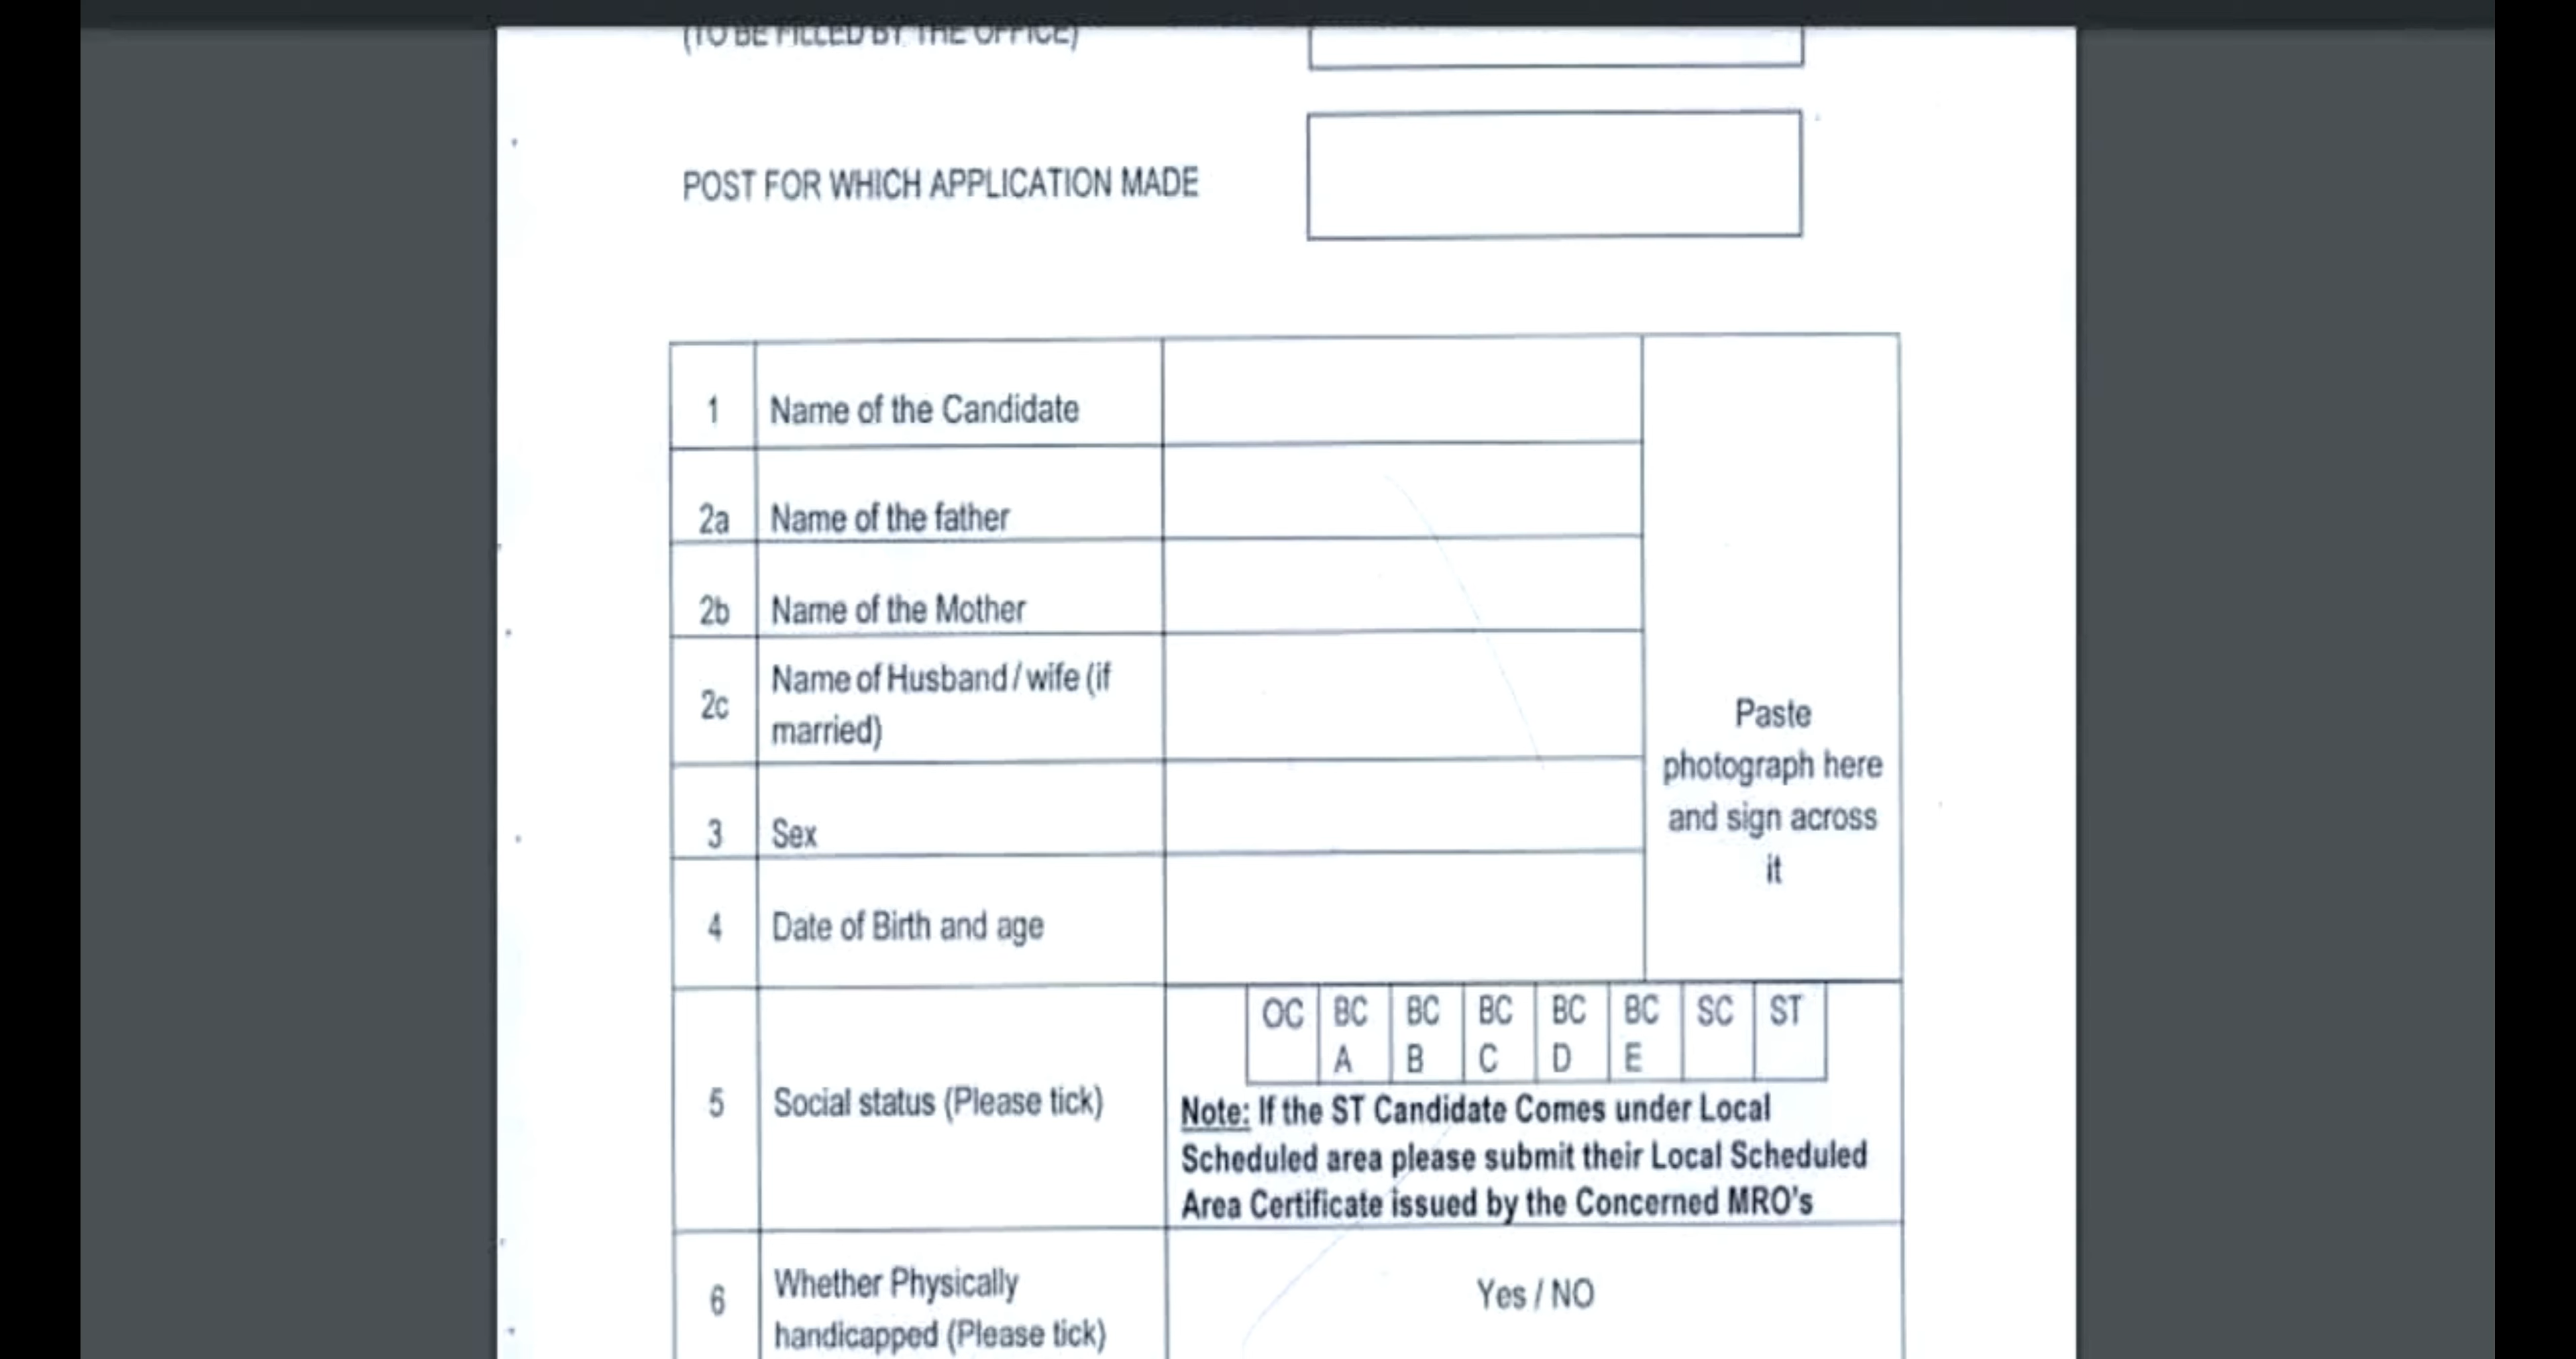 (TO BE FILLED BY THE OFFICE)
POST FOR WHICH APPLICATION MADE
1 Name of the Candidate
2a Name of the father
2b Name of the Mother
2c Name of Husband / wife (if
married)
3 Sex
4 Date of Birth and age
Paste
photograph here
and sign across
it
5 Social status (Please tick)
OC BC BC BC BC BC SC ST
A B C D E
Note: If the ST Candidate Comes under Local
Scheduled area please submit their Local Scheduled
Area Certificate issued by the Concerned MRO's
6 Whether Physically
handicapped (Please tick)
Yes / NO